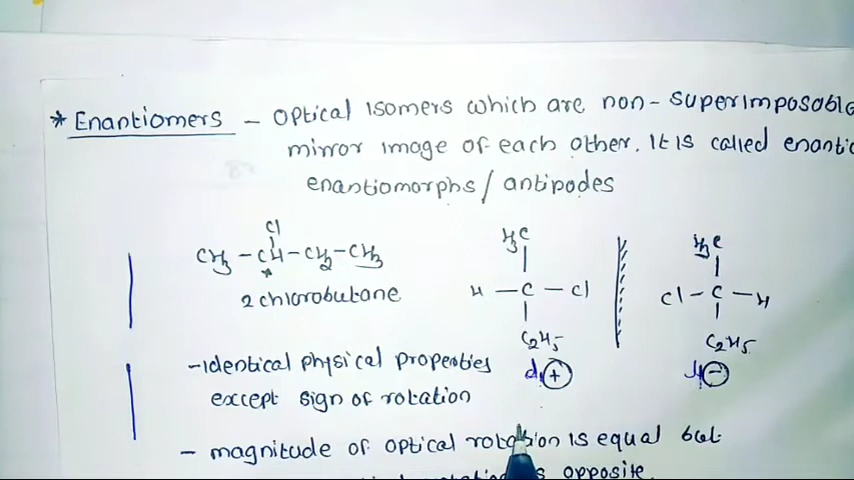 * Enantiomers - optical isomers which are non-superimposable
mirror image of each other. It is called enantio
enantiomorphs / antipodes
Cl
CH3 - CH - CH2 - CH3
*
2 chlorobutane
H3C
H - C - Cl
C2H5
d, +
H3C
Cl - C - H
C2H5
l, -
- identical physical properties
except sign of rotation
- magnitude of optical rotation is equal but
is opposite.